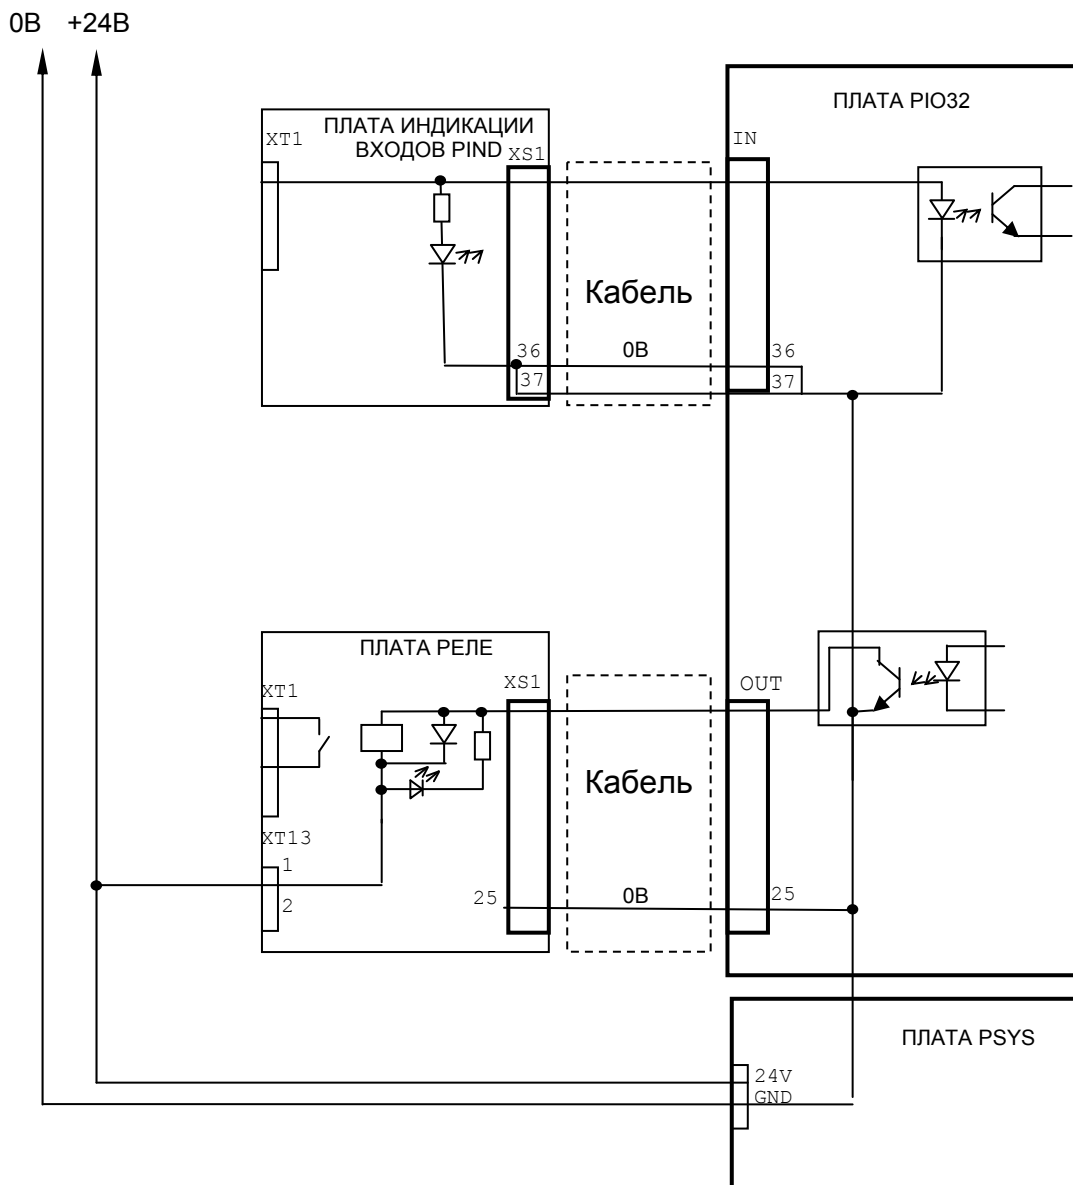 0В +24В
ПЛАТА PIO32
ПЛАТА ИНДИКАЦИИ
ВХОДОВ PIND
XT1
XS1
IN
Кабель
36
0В
36
37
37
ПЛАТА РЕЛЕ
XT1
XS1
OUT
Кабель
XT13
1
2
25
0В
25
ПЛАТА PSYS
24V
GND